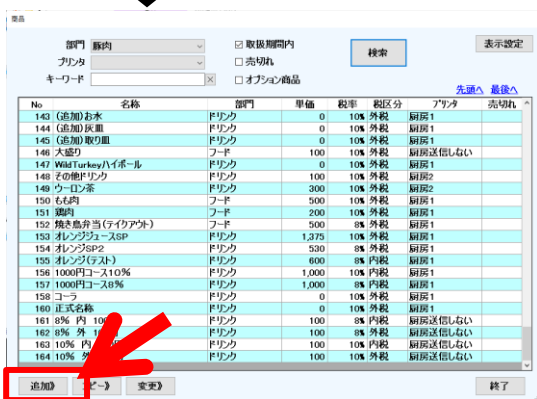 商品
部門 豚肉 ☑ 取扱期間内 検索 表示設定
プリンタ □ 売切れ
キーワード □ オプション商品
先頭へ 最後へ
No 名称 部門 単価 税率 税区分 プリンタ 売切れ
143 (追加)お水 ドリンク 0 10% 外税 厨房1
144 (追加)灰皿 ドリンク 0 10% 外税 厨房1
145 (追加)取り皿 ドリンク 0 10% 外税 厨房1
146 大盛り フード 100 10% 外税 厨房送信しない
147 WildTurkeyハイボール ドリンク 0 10% 外税 厨房1
148 その他ドリンク ドリンク 100 10% 外税 厨房2
149 ウーロン茶 ドリンク 300 10% 外税 厨房2
150 もも肉 フード 500 10% 外税 厨房1
151 鶏肉 フード 200 10% 外税 厨房1
152 焼き鳥弁当(テイクアウト) フード 500 8% 外税 厨房1
153 オレンジジュースSP ドリンク 1,375 10% 外税 厨房1
154 オレンジSP2 ドリンク 530 8% 外税 厨房1
155 オレンジ(テスト) ドリンク 600 8% 内税 厨房1
156 1000円コース10% ドリンク 1,000 10% 内税 厨房1
157 1000円コース8% ドリンク 1,000 8% 内税 厨房1
158 コーラ ドリンク 0 10% 外税 厨房1
160 正式名称 ドリンク 0 10% 外税 厨房1
161 8% 内 ドリンク 100 8% 内税 厨房送信しない
162 8% 外 ドリンク 100 8% 外税 厨房送信しない
163 10% 内 ドリンク 100 10% 内税 厨房送信しない
164 10% ドリンク 100 10% 外税 厨房送信しない
追加》 ピー》 変更》 終了